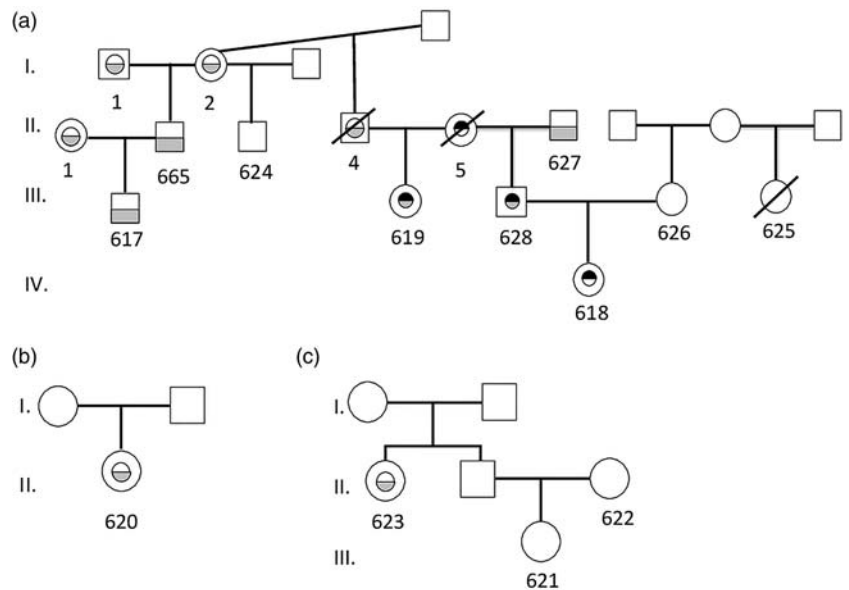 (a)
I.
1 2
II.
1 665 624 4 5 627
III.
617 619 628 626 625
IV.
618
(b) (c)
I. I.
II. II.
620 623 622
III.
621